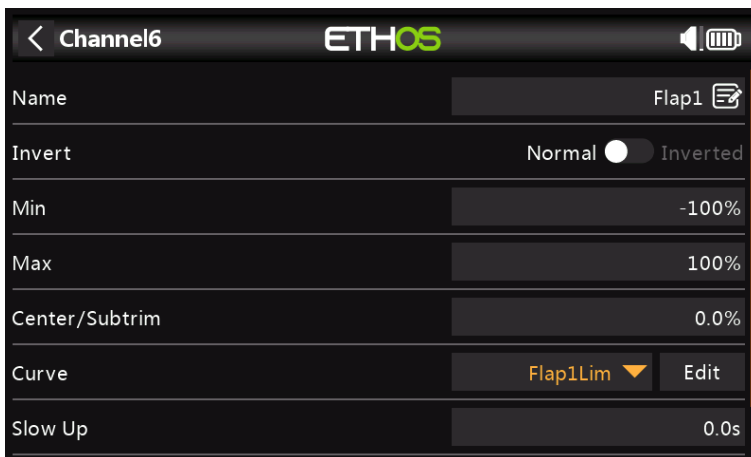 Channel6 ETHOS
Name Flap1
Invert Normal Inverted
Min -100%
Max 100%
Center/Subtrim 0.0%
Curve Flap1Lim Edit
Slow Up 0.0s